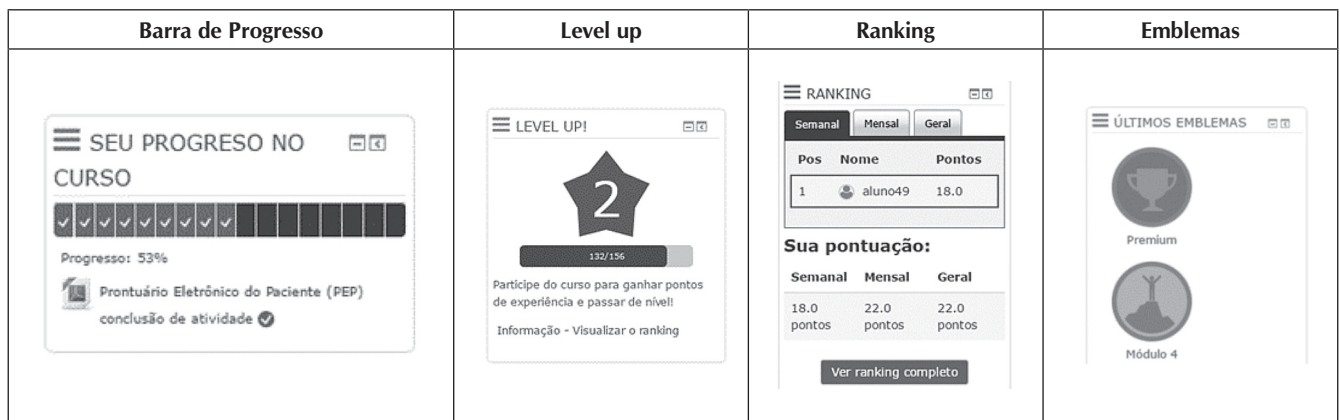 Barra de Progresso
Level up
Ranking
Emblemas
SEU PROGRESO NO
CURSO
Progresso: 53%
Prontuário Eletrônico do Paciente (PEP)
conclusão de atividade
LEVEL UP!
2
132/156
Participe do curso para ganhar pontos
de experiência e passar de nível!
Informação - Visualizar o ranking
RANKING
Semanal Mensal Geral
Pos Nome Pontos
1 aluno49 18.0
Sua pontuação:
Semanal Mensal Geral
18.0 22.0 22.0
pontos pontos pontos
Ver ranking completo
ÚLTIMOS EMBLEMAS
Premium
Módulo 4